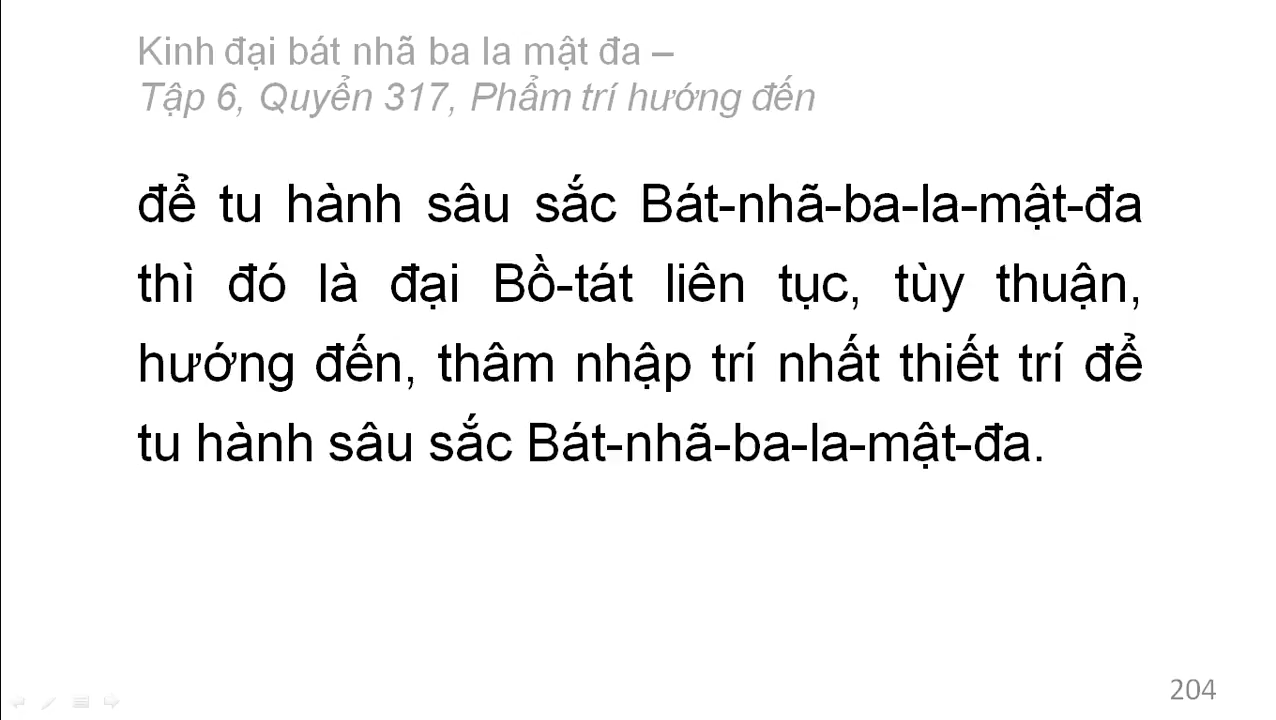 Kinh đại bát nhã ba la mật đa –
Tập 6, Quyển 317, Phẩm trí hướng đến
để tu hành sâu sắc Bát-nhã-ba-la-mật-đa
thì đó là đại Bồ-tát liên tục, tùy thuận,
hướng đến, thâm nhập trí nhất thiết trí để
tu hành sâu sắc Bát-nhã-ba-la-mật-đa.
204